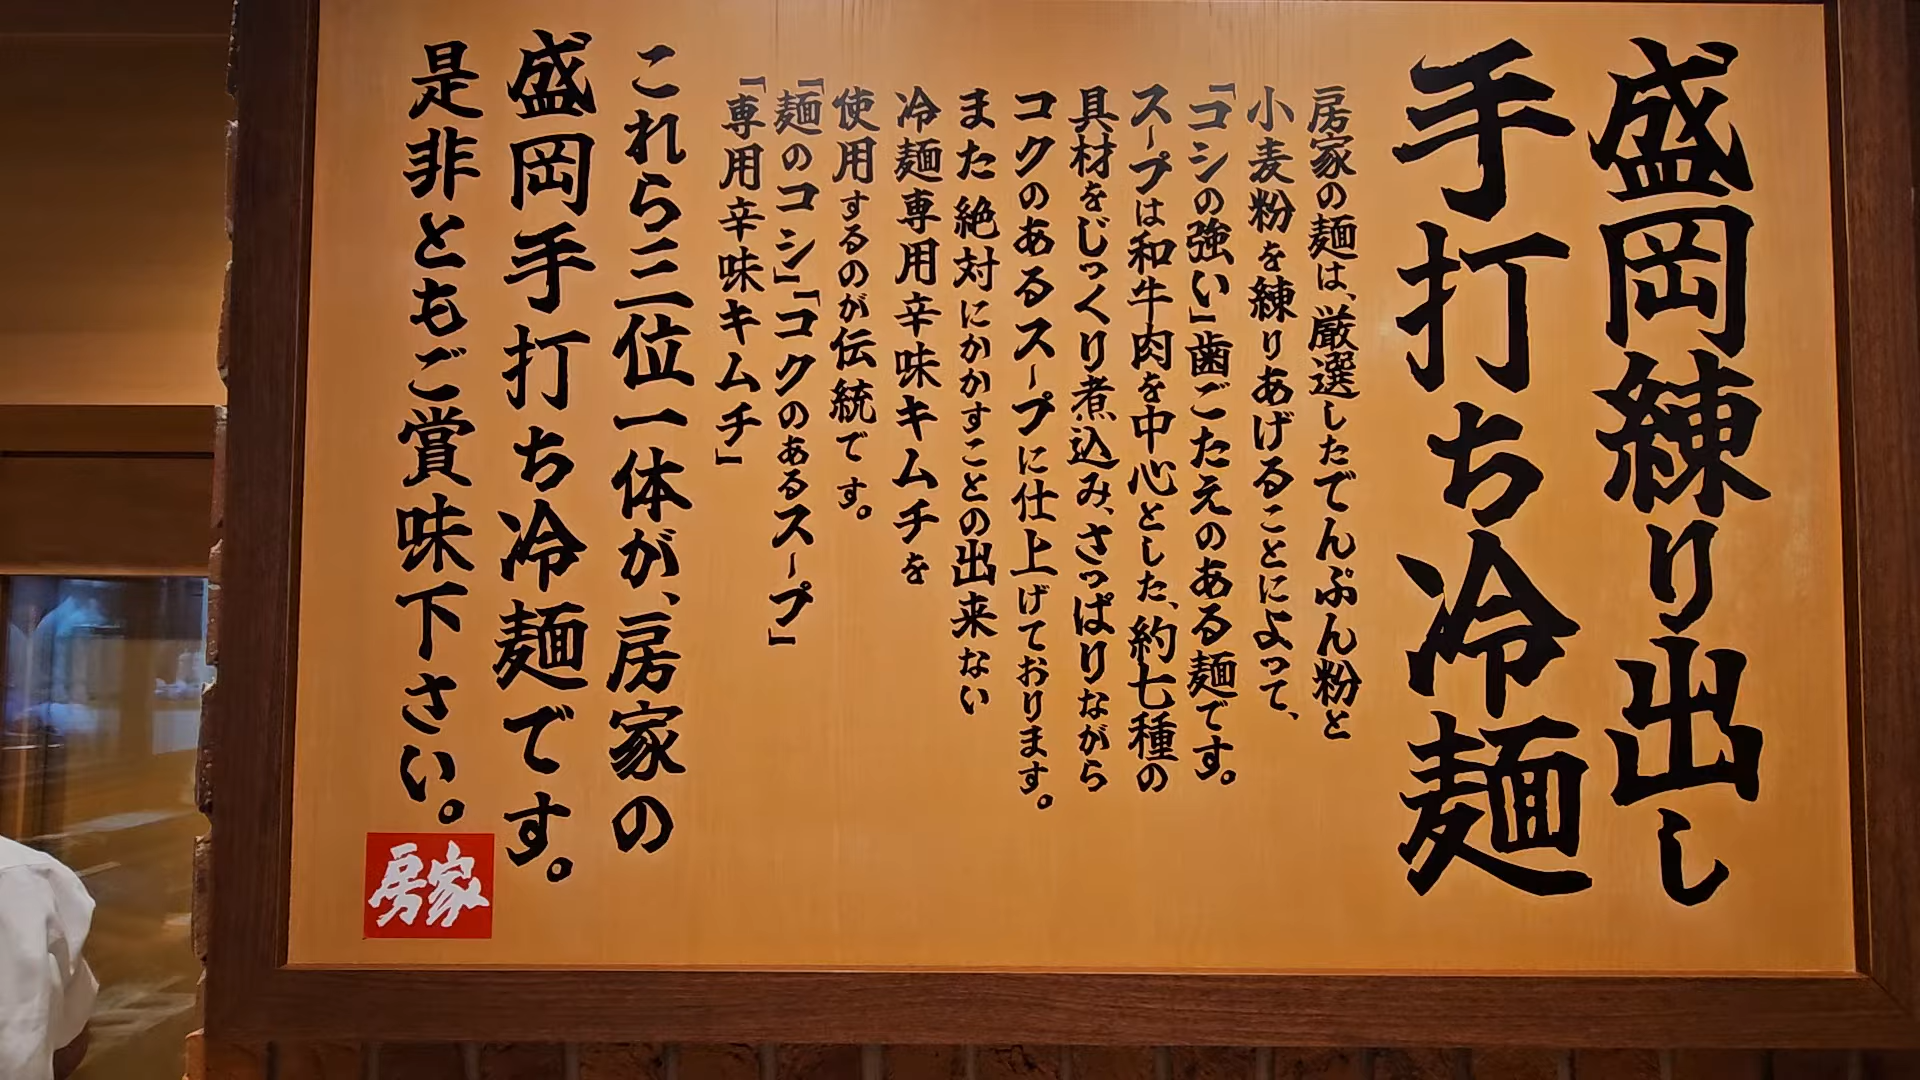 盛岡練り出し
手打ち冷麺
房家の麺は、厳選したでんぷん粉と
小麦粉を練りあげることによって、
「コシの強い」歯ごたえのある麺です。
スープは和牛肉を中心とした、約七種の
具材をじっくり煮込み、さっぱりながら
コクのあるスープに仕上げております。
また絶対にかかすことの出来ない
冷麺専用辛味キムチを
使用するのが伝統です。
「麺のコシ」「コクのあるスープ」
「専用辛味キムチ」
これら三位一体が、房家の
盛岡手打ち冷麺です。
是非ともご賞味下さい。
房家